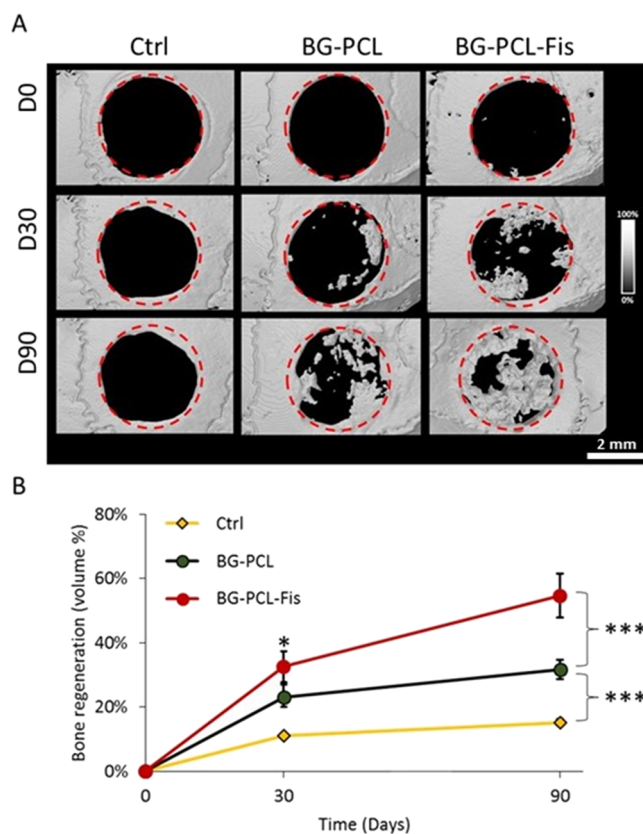 A
Ctrl BG-PCL BG-PCL-Fis
D0
D30
100%
0%
D90
2 mm
B
Bone regeneration (volume %)
80%
60%
40%
20%
0%
Ctrl
BG-PCL
BG-PCL-Fis
*
***
***
0 30 90
Time (Days)